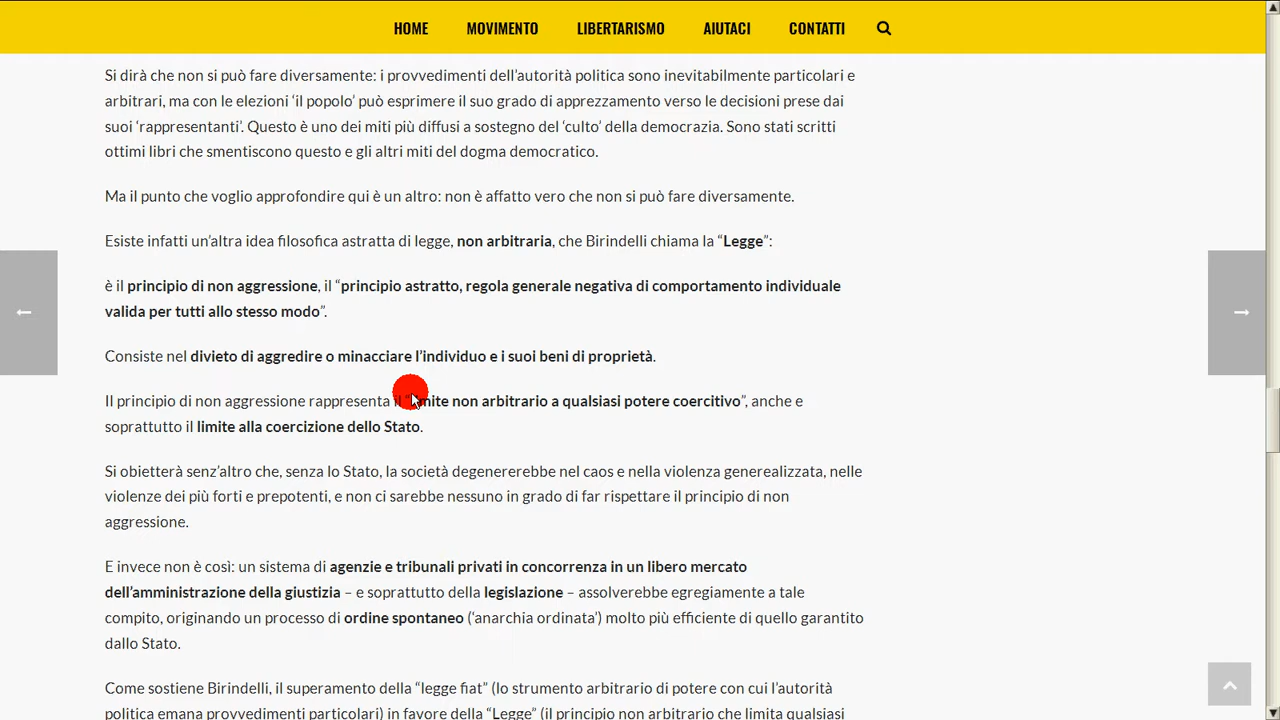 HOME MOVIMENTO LIBERTARISMO AIUTACI CONTATTI
Si dirà che non si può fare diversamente: i provvedimenti dell'autorità politica sono inevitabilmente particolari e
arbitrari, ma con le elezioni ‘il popolo’ può esprimere il suo grado di apprezzamento verso le decisioni prese dai
suoi ‘rappresentanti’. Questo è uno dei miti più diffusi a sostegno del ‘culto’ della democrazia. Sono stati scritti
ottimi libri che smentiscono questo e gli altri miti del dogma democratico.
Ma il punto che voglio approfondire qui è un altro: non è affatto vero che non si può fare diversamente.
Esiste infatti un’altra idea filosofica astratta di legge, non arbitraria, che Birindelli chiama la “Legge”:
è il principio di non aggressione, il “principio astratto, regola generale negativa di comportamento individuale
valida per tutti allo stesso modo”.
Consiste nel divieto di aggredire o minacciare l’individuo e i suoi beni di proprietà.
Il principio di non aggressione rappresenta il “limite non arbitrario a qualsiasi potere coercitivo”, anche e
soprattutto il limite alla coercizione dello Stato.
Si obietterà senz’altro che, senza lo Stato, la società degenererebbe nel caos e nella violenza generealizzata, nelle
violenze dei più forti e prepotenti, e non ci sarebbe nessuno in grado di far rispettare il principio di non
aggressione.
E invece non è così: un sistema di agenzie e tribunali privati in concorrenza in un libero mercato
dell’amministrazione della giustizia – e soprattutto della legislazione – assolverebbe egregiamente a tale
compito, originando un processo di ordine spontaneo (‘anarchia ordinata’) molto più efficiente di quello garantito
dallo Stato.
Come sostiene Birindelli, il superamento della “legge fiat” (lo strumento arbitrario di potere con cui l’autorità
politica emana provvedimenti particolari) in favore della “Legge” (il principio non arbitrario che limita qualsiasi